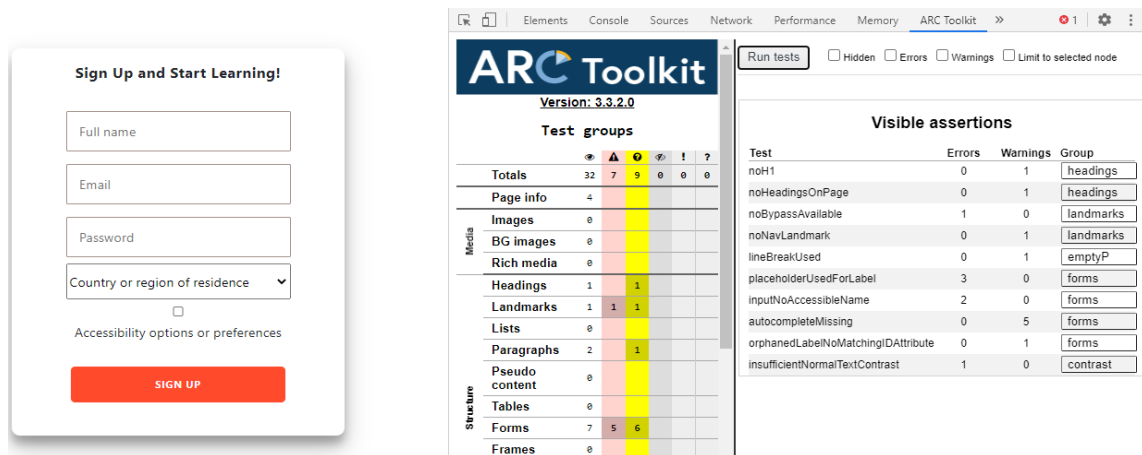 Sign Up and Start Learning!
Full name
Email
Password
Country or region of residence
Accessibility options or preferences
SIGN UP
Elements Console Sources Network Performance Memory ARC Toolkit » 1
ARC Toolkit
Version: 3.3.2.0
Test groups
! ?
Totals 32 7 9 0 0 0
Page info 4
Media
Images 0
BG images 0
Rich media 0
Structure
Headings 1 1
Landmarks 1 1 1
Lists 0
Paragraphs 2 1
Pseudo
content 0
Tables 0
Forms 7 5 6
Frames 0
Run tests Hidden Errors Warnings Limit to selected node
Visible assertions
Test Errors Warnings Group
noH1 0 1 headings
noHeadingsOnPage 0 1 headings
noBypassAvailable 1 0 landmarks
noNavLandmark 0 1 landmarks
lineBreakUsed 0 1 emptyP
placeholderUsedForLabel 3 0 forms
inputNoAccessibleName 2 0 forms
autocompleteMissing 0 5 forms
orphanedLabelNoMatchingIDAttribute 0 1 forms
insufficientNormalTextContrast 1 0 contrast